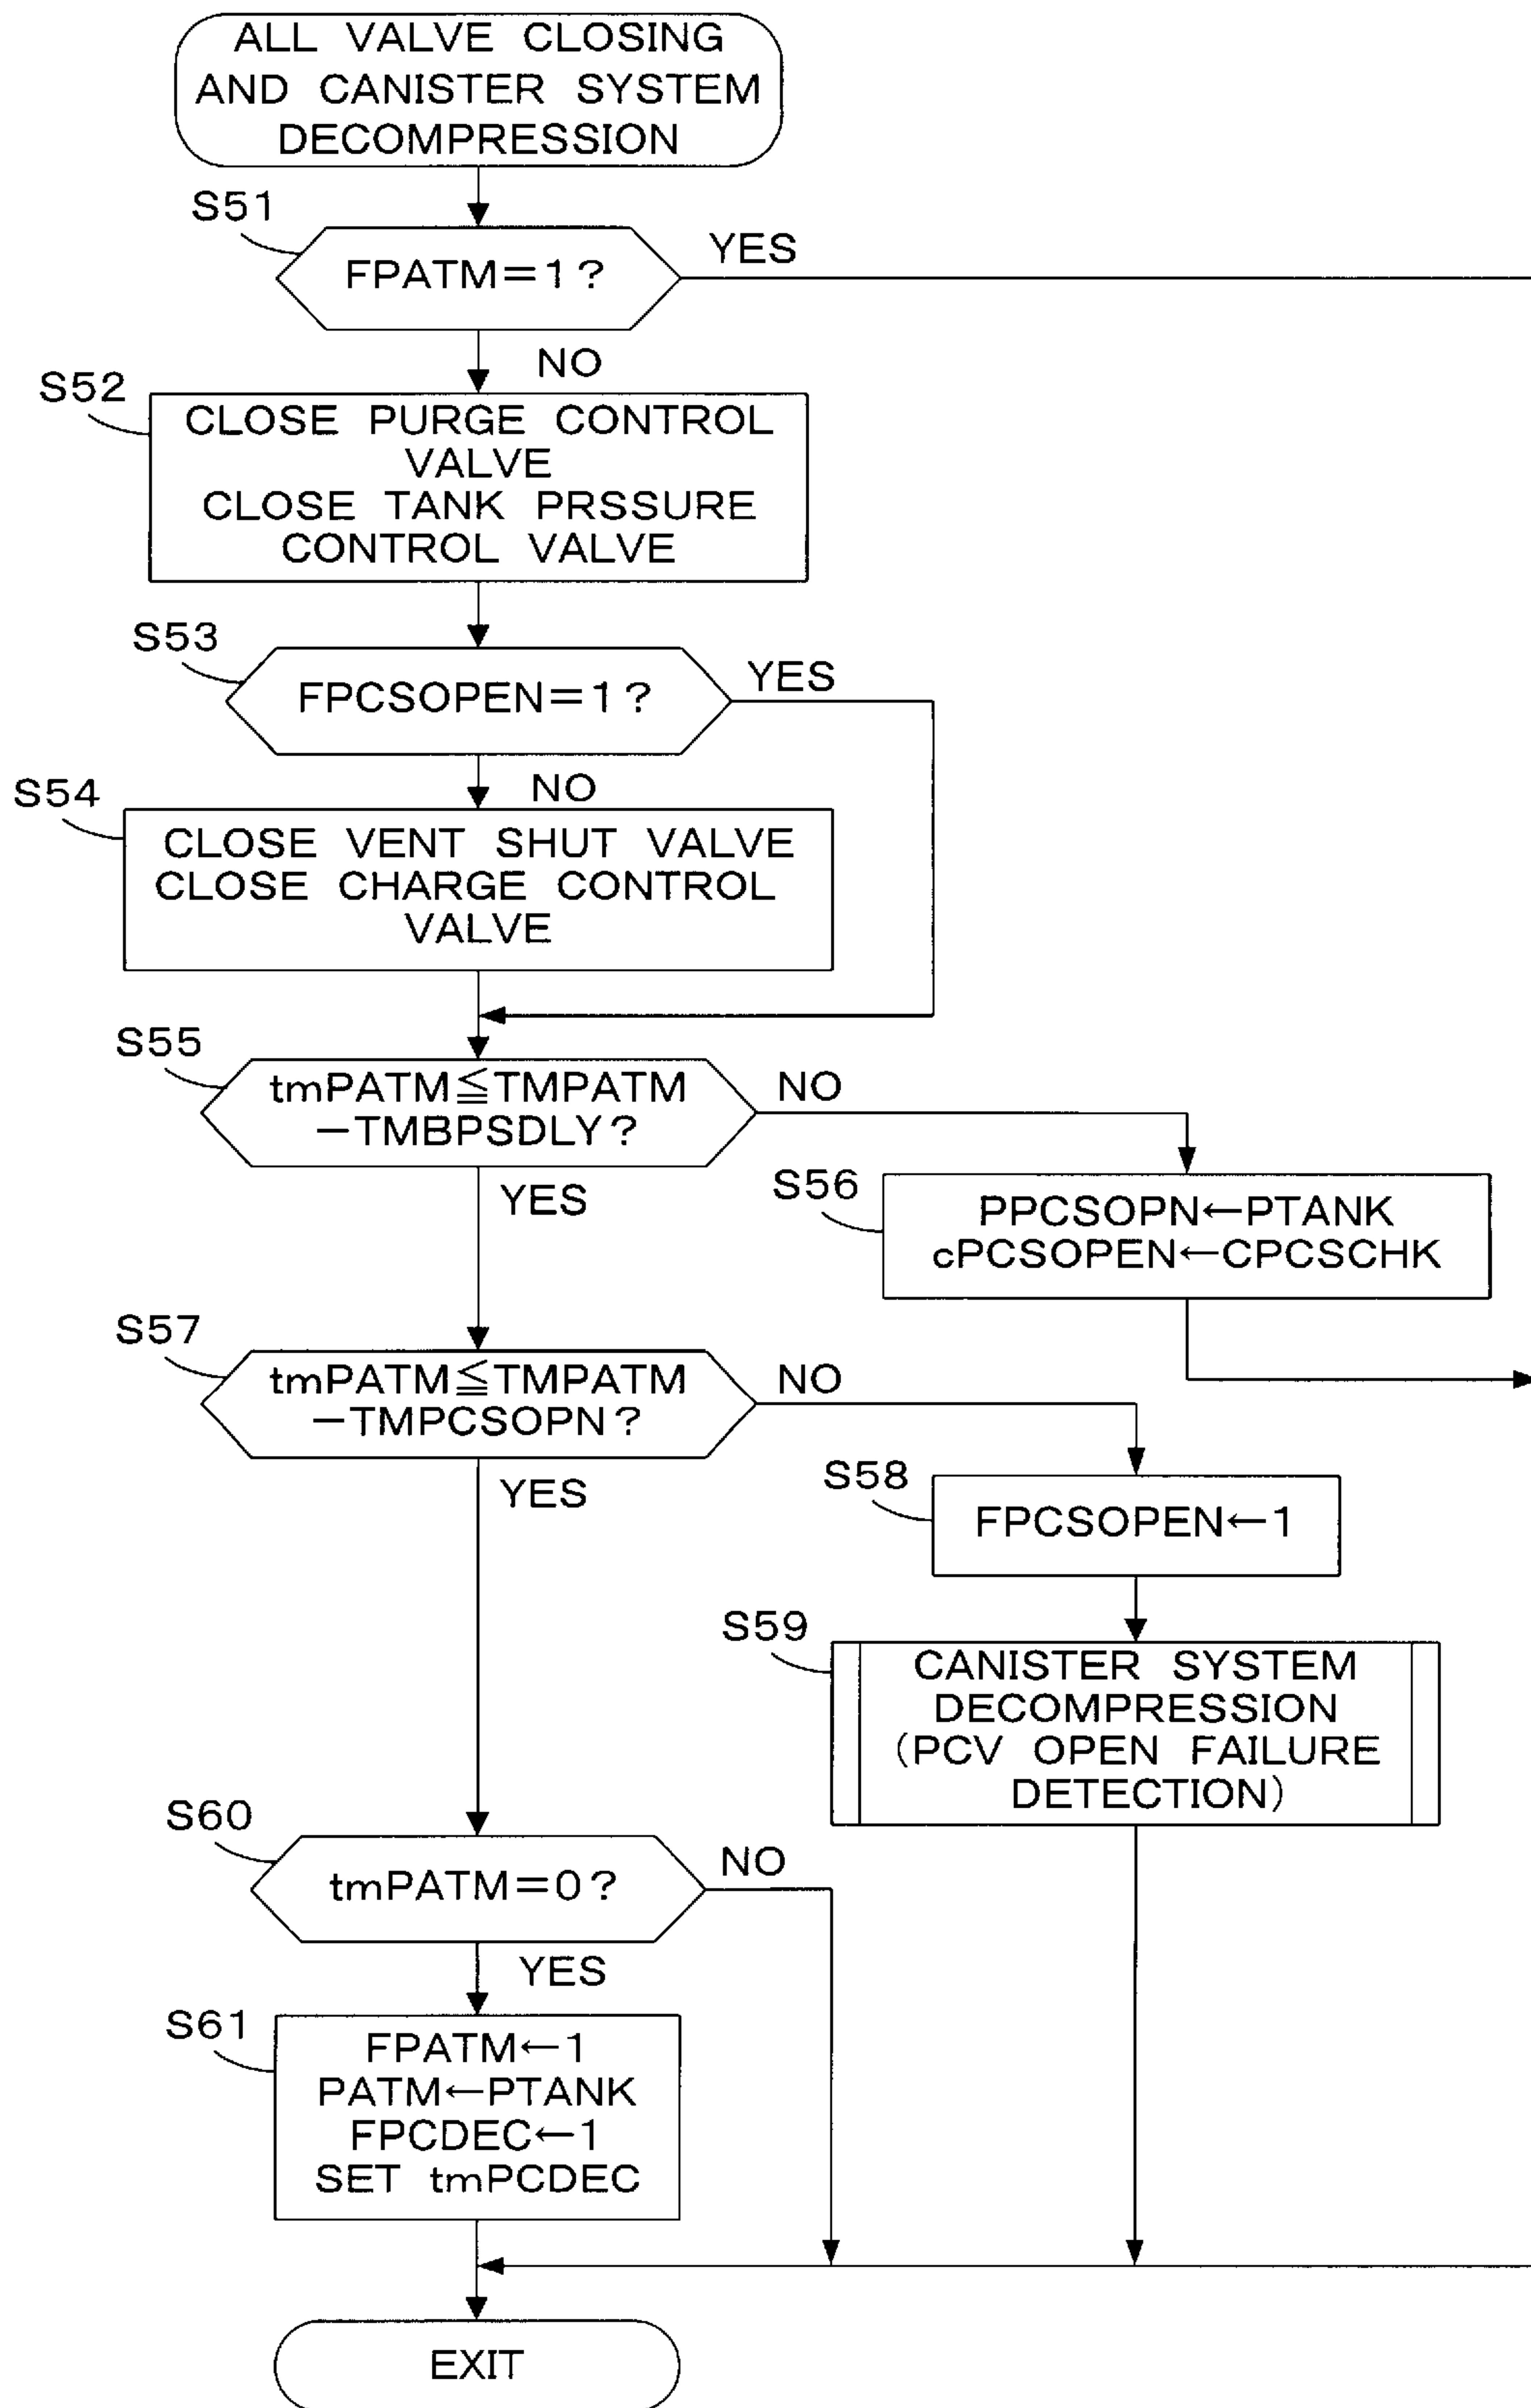 ALL VALVE CLOSING
AND CANISTER SYSTEM
DECOMPRESSION
S51
FPATM=1?
YES
NO
S52
CLOSE PURGE CONTROL
VALVE
CLOSE TANK PRSSURE
CONTROL VALVE
S53
FPCSOPEN=1?
YES
NO
S54
CLOSE VENT SHUT VALVE
CLOSE CHARGE CONTROL
VALVE
S55
tmPATM≦TMPATM
−TMBPSDLY?
NO
YES
S56
PPCSOPN←PTANK
cPCSOPEN←CPCSCHK
S57
tmPATM≦TMPATM
−TMPCSOPN?
NO
YES
S58
FPCSOPEN←1
S59
CANISTER SYSTEM
DECOMPRESSION
(PCV OPEN FAILURE
DETECTION)
S60
tmPATM=0?
NO
YES
S61
FPATM←1
PATM←PTANK
FPCDEC←1
SET tmPCDEC
EXIT